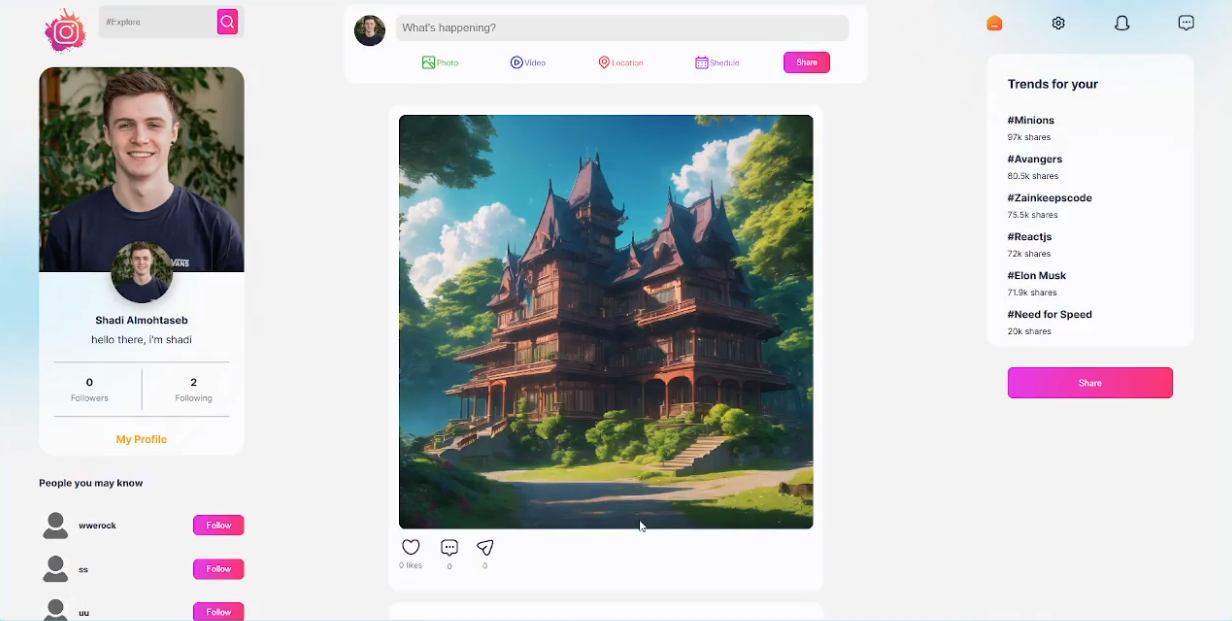 #Explore
What's happening?
Photo
Video
Location
Shedule
Share
VANS
Shadi Almohtaseb
hello there, i'm shadi
0
2
Followers
Following
My Profile
People you may know
wwerock
Follow
ss
Follow
uu
Follow
0 likes
0
0
Trends for your
#Minions
97k shares
#Avangers
80.5k shares
#Zainkeepscode
75.5k shares
#Reactjs
72k shares
#Elon Musk
71.9k shares
#Need for Speed
20k shares
Share